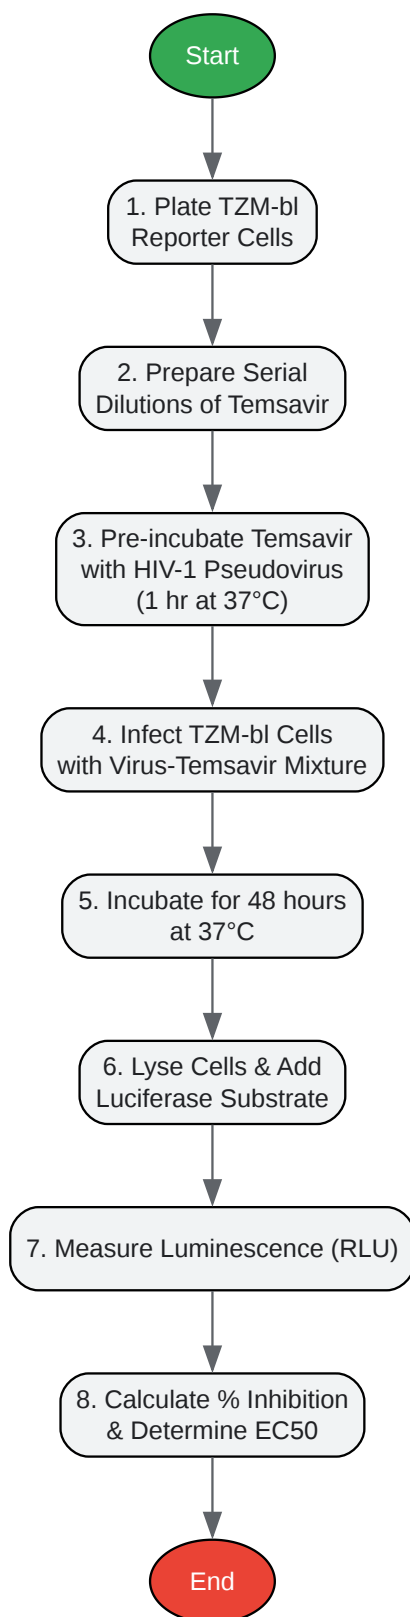 Start
1. Plate TZM-bl
Reporter Cells
2. Prepare Serial
Dilutions of Temsavir
3. Pre-incubate Temsavir
with HIV-1 Pseudovirus
(1 hr at 37°C)
4. Infect TZM-bl Cells
with Virus-Temsavir Mixture
5. Incubate for 48 hours
at 37°C
6. Lyse Cells & Add
Luciferase Substrate
7. Measure Luminescence (RLU)
8. Calculate % Inhibition
& Determine EC50
End